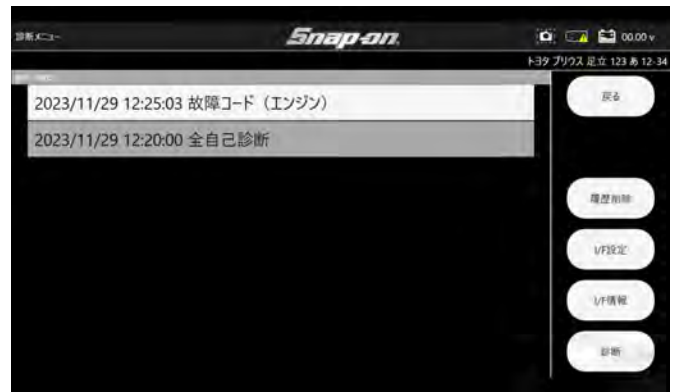 診断メニュー
Snap-on
00.00 v
トヨタ プリウス 足立 123 あ 12-34
2023/11/29 12:25:03 故障コード（エンジン）
2023/11/29 12:20:00 全自己診断
戻る
履歴削除
I/F設定
I/F情報
診断